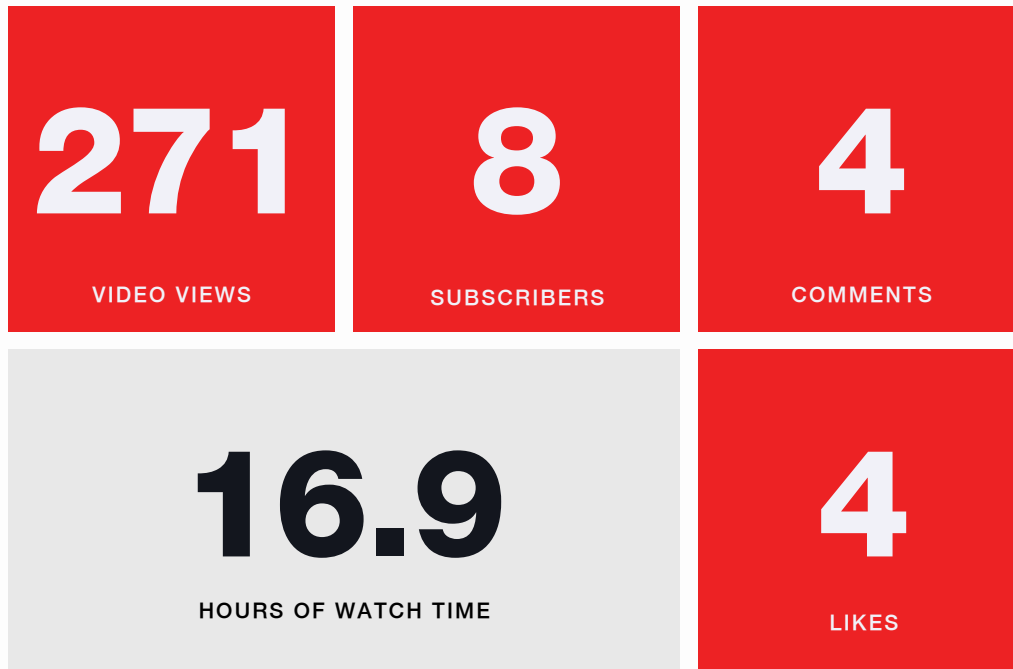 271
VIDEO VIEWS
8
SUBSCRIBERS
4
COMMENTS
16.9
HOURS OF WATCH TIME
4
LIKES